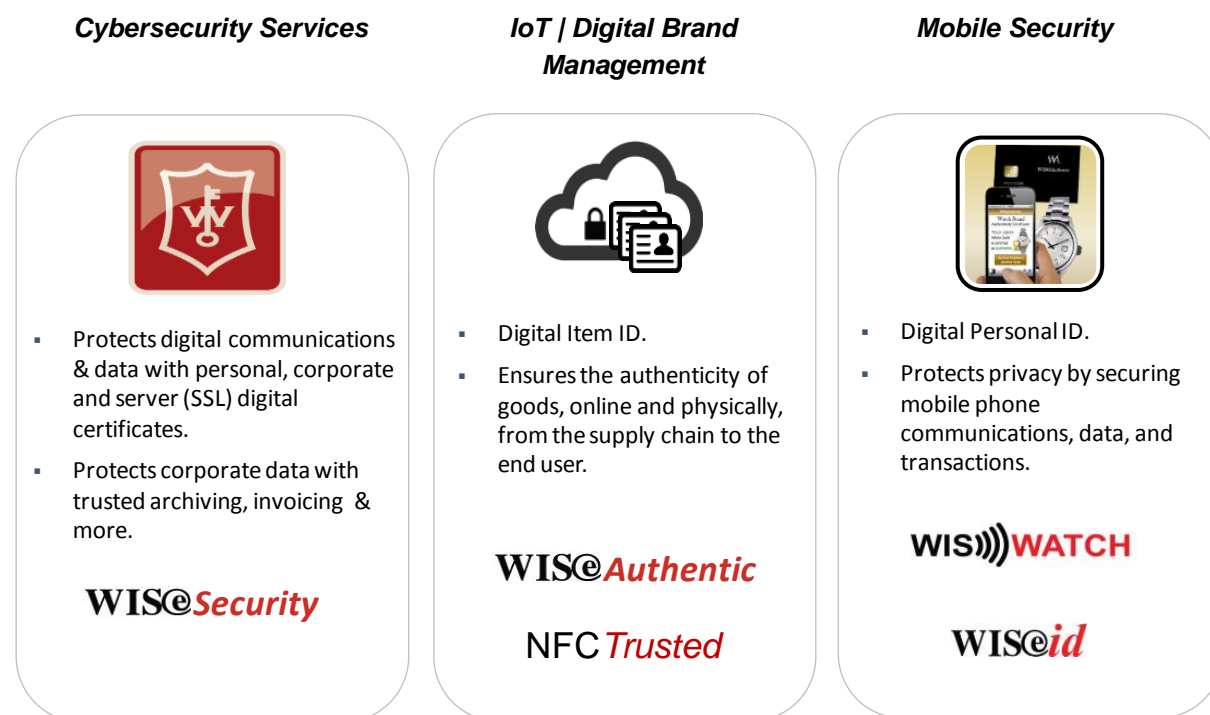 Cybersecurity Services
IoT | Digital Brand
Management
Mobile Security
▪ Protects digital communications
& data with personal, corporate
and server (SSL) digital
certificates.
▪ Protects corporate data with
trusted archiving, invoicing &
more.
WISeSecurity
▪ Digital Item ID.
▪ Ensures the authenticity of
goods, online and physically,
from the supply chain to the
end user.
WISeAuthentic
NFC Trusted
WISeAuthentic
Watch Brand
▪ Digital Personal ID.
▪ Protects privacy by securing
mobile phone
communications, data, and
transactions.
WIS)))WATCH
WISeid